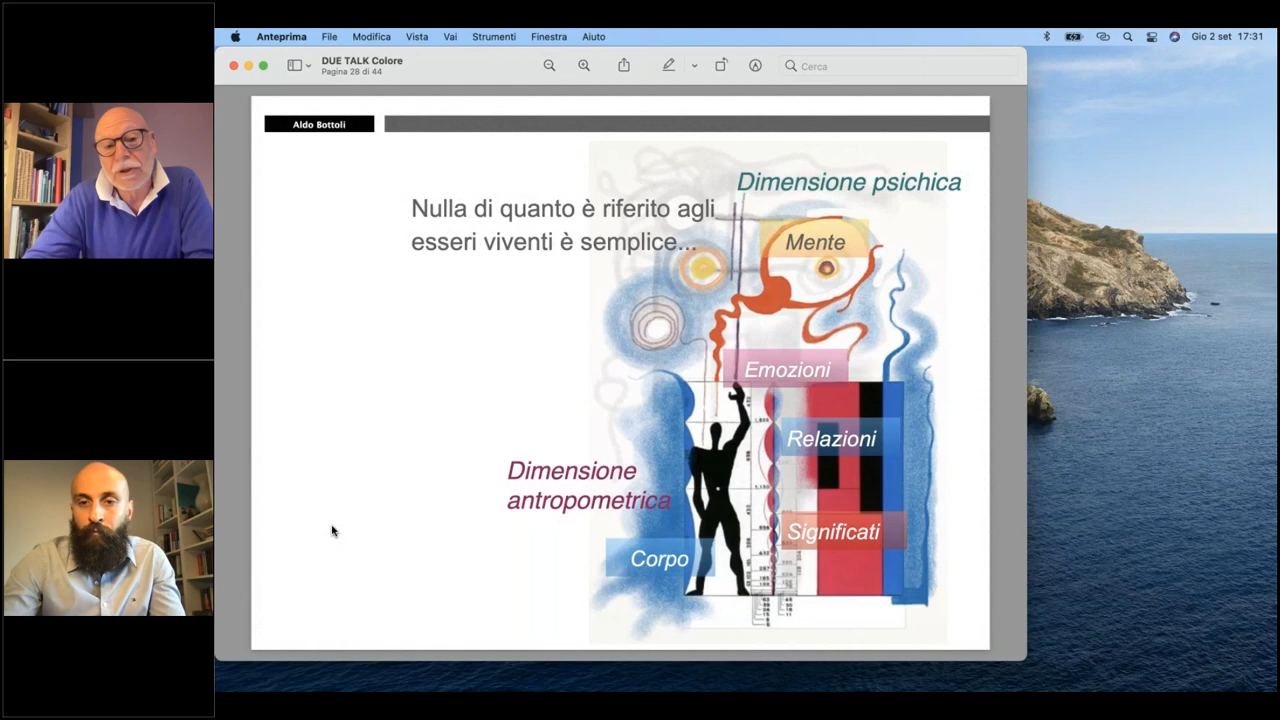 Anteprima File Modifica Vista Vai Strumenti Finestra Aiuto Gio 2 set 17:31
DUE TALK Colore
Pagina 28 di 44
Cerca
Aldo Bottoli
Dimensione psichica
Nulla di quanto è riferito agli
esseri viventi è semplice...
Mente
Emozioni
Relazioni
Dimensione
antropometrica
Significati
Corpo